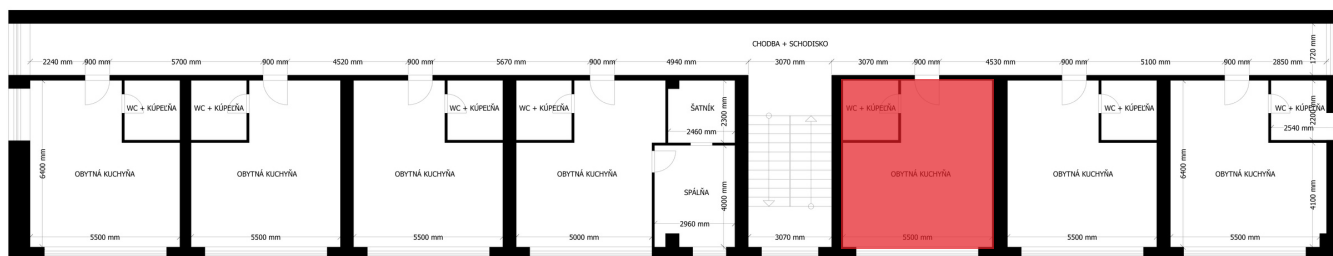 CHODBA + SCHODISKO
2240 mm
900 mm
5700 mm
900 mm
4520 mm
900 mm
5670 mm
900 mm
4940 mm
3070 mm
3070 mm
900 mm
4530 mm
900 mm
5100 mm
900 mm
2850 mm
1720 mm
WC + KÚPEĽŇA
WC + KÚPEĽŇA
WC + KÚPEĽŇA
WC + KÚPEĽŇA
ŠATNÍK
2300 mm
2460 mm
WC + KÚPEĽŇA
WC + KÚPEĽŇA
WC + KÚPEĽŇA
2200 mm
2540 mm
6400 mm
OBYTNÁ KUCHYŇA
OBYTNÁ KUCHYŇA
OBYTNÁ KUCHYŇA
OBYTNÁ KUCHYŇA
SPÁLŇA
4000 mm
2960 mm
OBYTNÁ KUCHYŇA
OBYTNÁ KUCHYŇA
6400 mm
OBYTNÁ KUCHYŇA
4100 mm
5500 mm
5500 mm
5500 mm
5000 mm
3070 mm
5500 mm
5500 mm
5500 mm